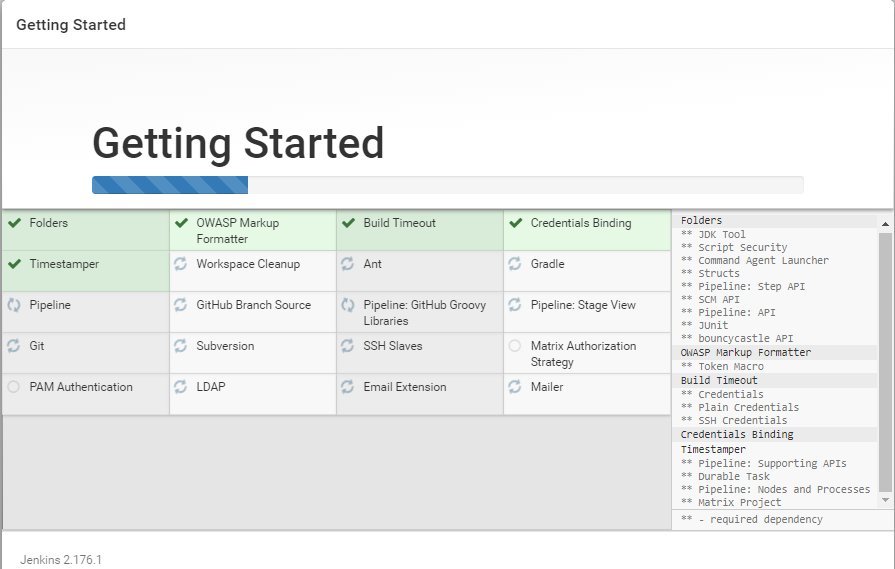 Getting Started
Getting Started
Folders
OWASP Markup
Formatter
Build Timeout
Credentials Binding
Timestamper
Workspace Cleanup
Ant
Gradle
Pipeline
GitHub Branch Source
Pipeline: GitHub Groovy
Libraries
Pipeline: Stage View
Git
Subversion
SSH Slaves
Matrix Authorization
Strategy
PAM Authentication
LDAP
Email Extension
Mailer
Folders
** JDK Tool
** Script Security
** Command Agent Launcher
** Structs
** Pipeline: Step API
** SCM API
** Pipeline: API
** JUnit
** bouncycastle API
OWASP Markup Formatter
** Token Macro
Build Timeout
** Credentials
** Plain Credentials
** SSH Credentials
Credentials Binding
Timestamper
** Pipeline: Supporting APIs
** Durable Task
** Pipeline: Nodes and Processes
** Matrix Project
** - required dependency
Jenkins 2.176.1